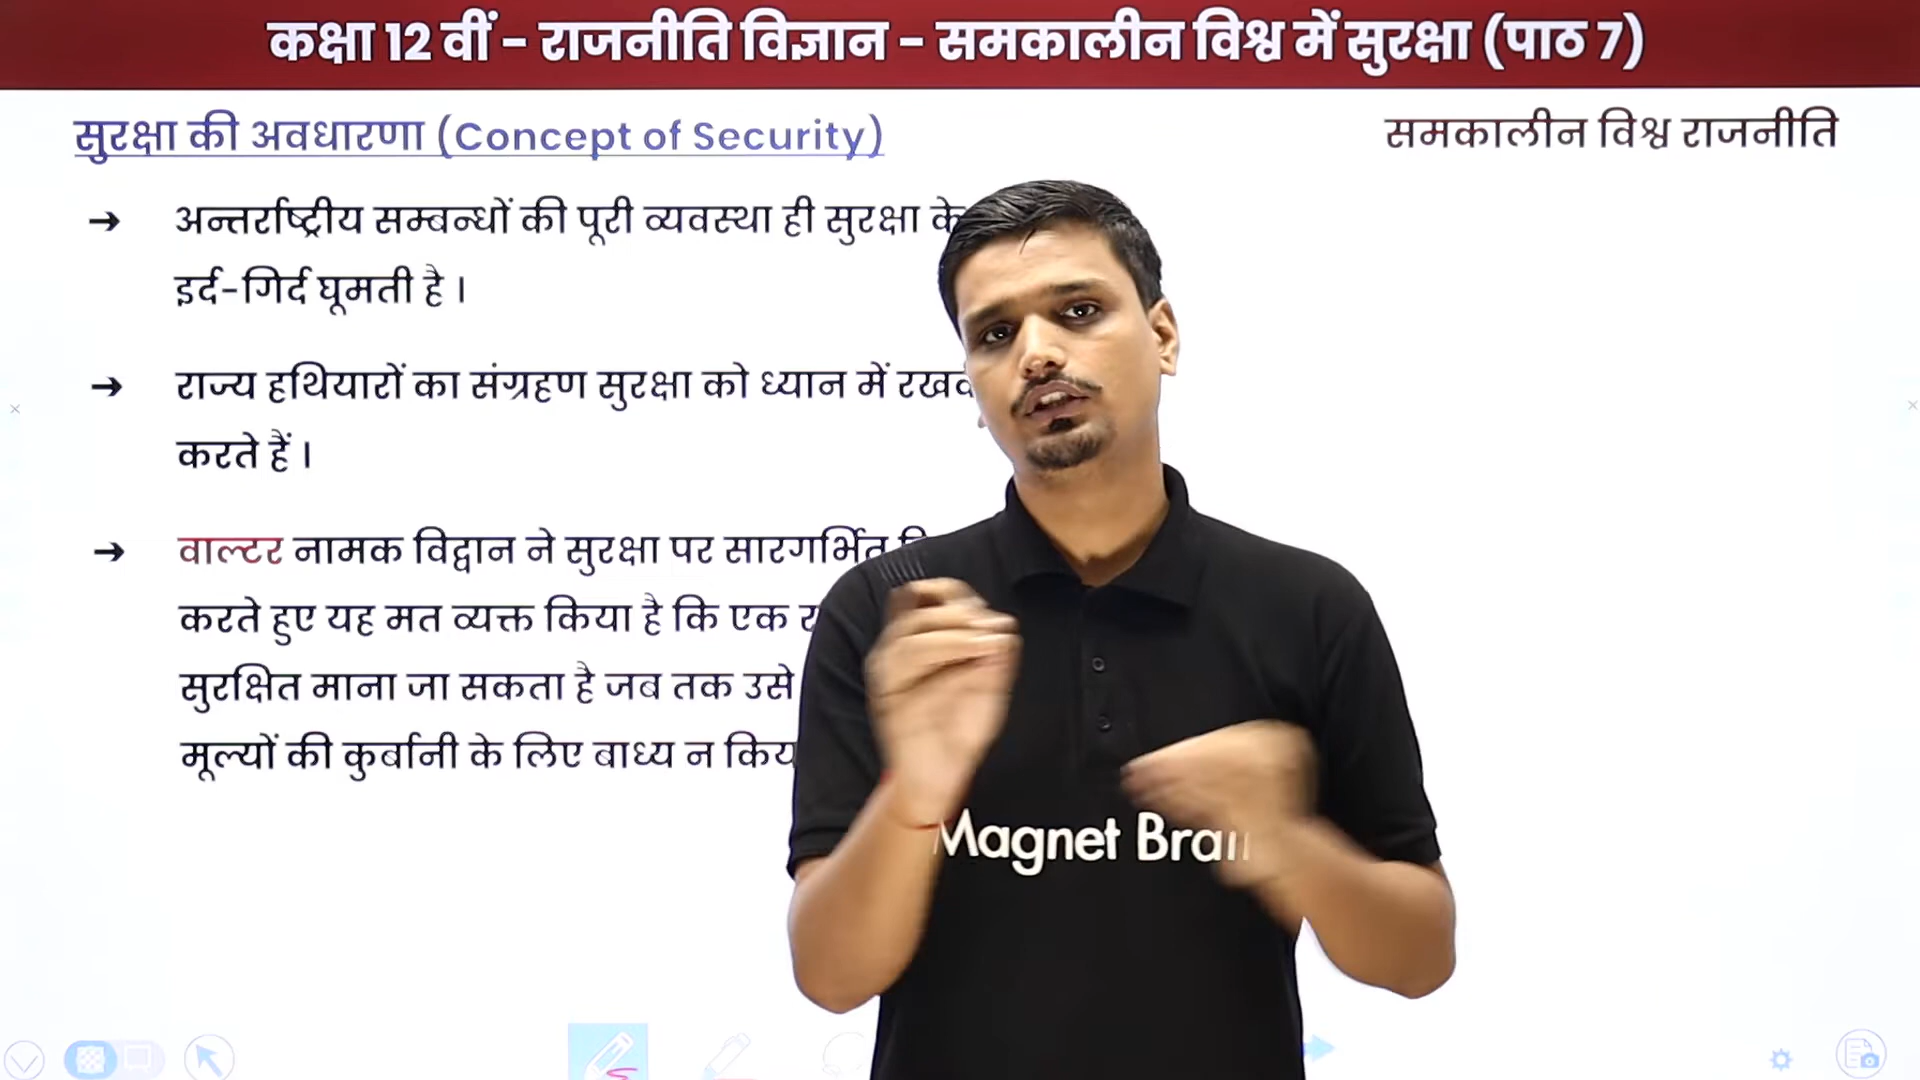 कक्षा 12 वीं - राजनीति विज्ञान - समकालीन विश्व में सुरक्षा (पाठ 7)
सुरक्षा की अवधारणा (Concept of Security)
समकालीन विश्व राजनीति
➔ अन्तर्राष्ट्रीय सम्बन्धों की पूरी व्यवस्था ही सुरक्षा के
इर्द-गिर्द घूमती है ।
➔ राज्य हथियारों का संग्रहण सुरक्षा को ध्यान में
करते हैं ।
➔ वाल्टर नामक विद्वान ने सुरक्षा पर सारगर्भित
करते हुए यह मत व्यक्त किया है कि एक
सुरक्षित माना जा सकता है जब तक उसे
मूल्यों की कुर्बानी के लिए बाध्य न
Magnet